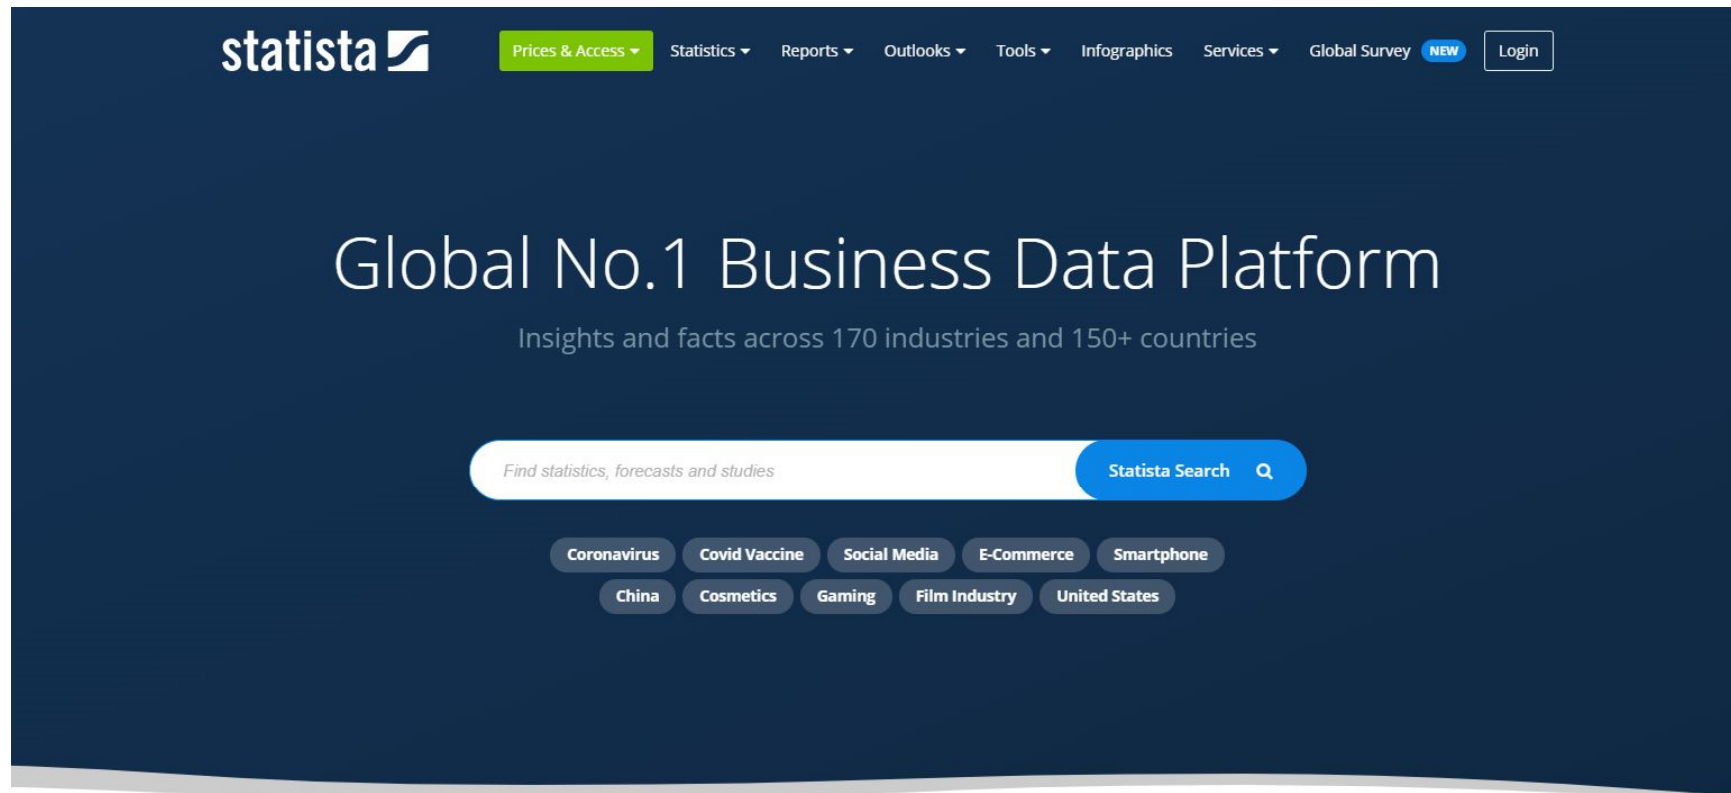 statista
Prices & Access Statistics Reports Outlooks Tools Infographics Services Global Survey NEW Login
Global No.1 Business Data Platform
Insights and facts across 170 industries and 150+ countries
Find statistics, forecasts and studies Statista Search
Coronavirus Covid Vaccine Social Media E-Commerce Smartphone
China Cosmetics Gaming Film Industry United States